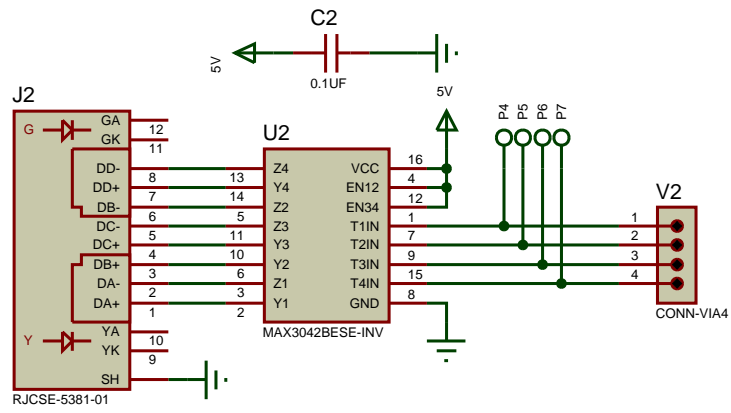 C2
5V
0.1UF
5V
P4
P5
P6
P7
J2
U2
V2
G
GA
12
GK
11
DD-
8
13
Z4
VCC
16
DD+
7
14
Y4
EN12
4
DB-
6
5
Z2
EN34
12
DC-
5
11
Z3
T1IN
1
1
DC+
4
10
Y3
T2IN
7
2
DB+
3
6
Y2
T3IN
9
3
DA-
2
3
Z1
T4IN
15
4
DA+
1
2
Y1
GND
8
Y
YA
10
YK
9
SH
MAX3042BESE-INV
CONN-VIA4
RJCSE-5381-01